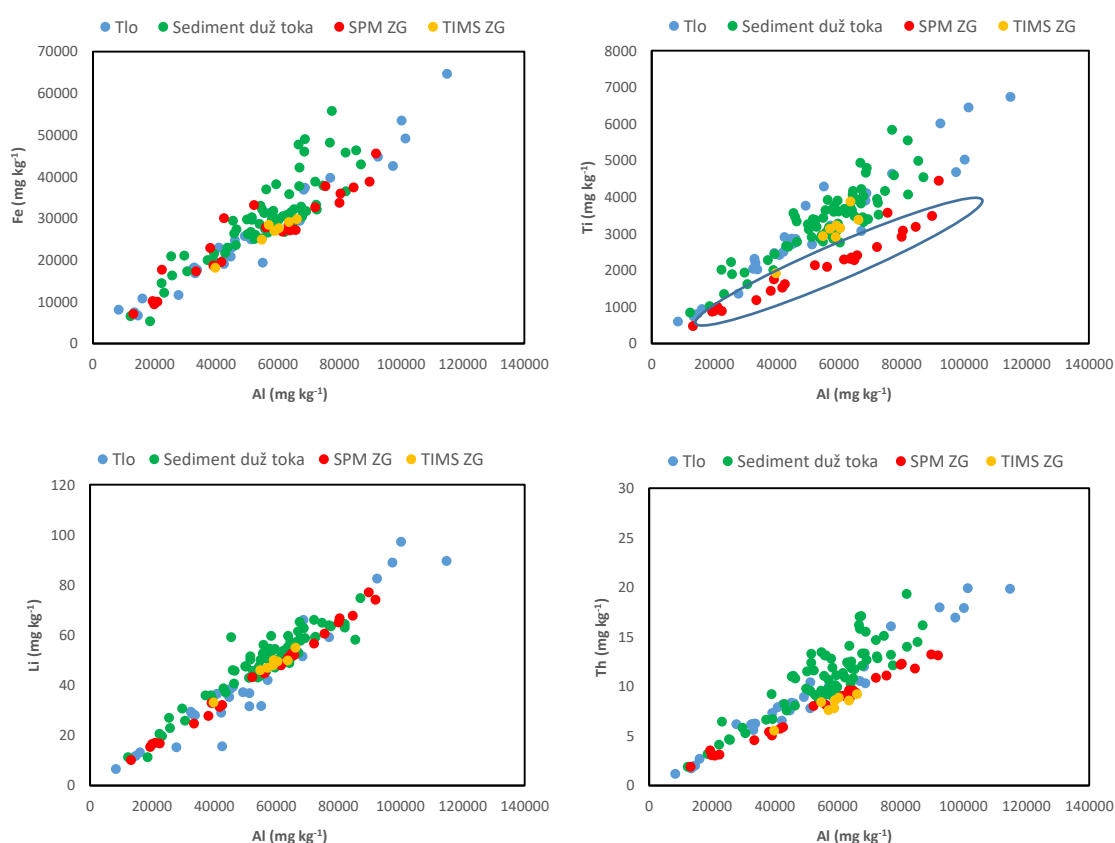 Tlo Sediment duž toka SPM ZG TIMS ZG
70000
60000
50000
40000
30000
20000
10000
0
Fe (mg kg⁻¹)
0 20000 40000 60000 80000 100000 120000 140000
Al (mg kg⁻¹)
Tlo Sediment duž toka SPM ZG TIMS ZG
8000
7000
6000
5000
4000
3000
2000
1000
0
Ti (mg kg⁻¹)
0 20000 40000 60000 80000 100000 120000 140000
Al (mg kg⁻¹)
Tlo Sediment duž toka SPM ZG TIMS ZG
120
100
80
60
40
20
0
Li (mg kg⁻¹)
0 20000 40000 60000 80000 100000 120000 140000
Al (mg kg⁻¹)
Tlo Sediment duž toka SPM ZG TIMS ZG
30
25
20
15
10
5
0
Th (mg kg⁻¹)
0 20000 40000 60000 80000 100000 120000 140000
Al (mg kg⁻¹)